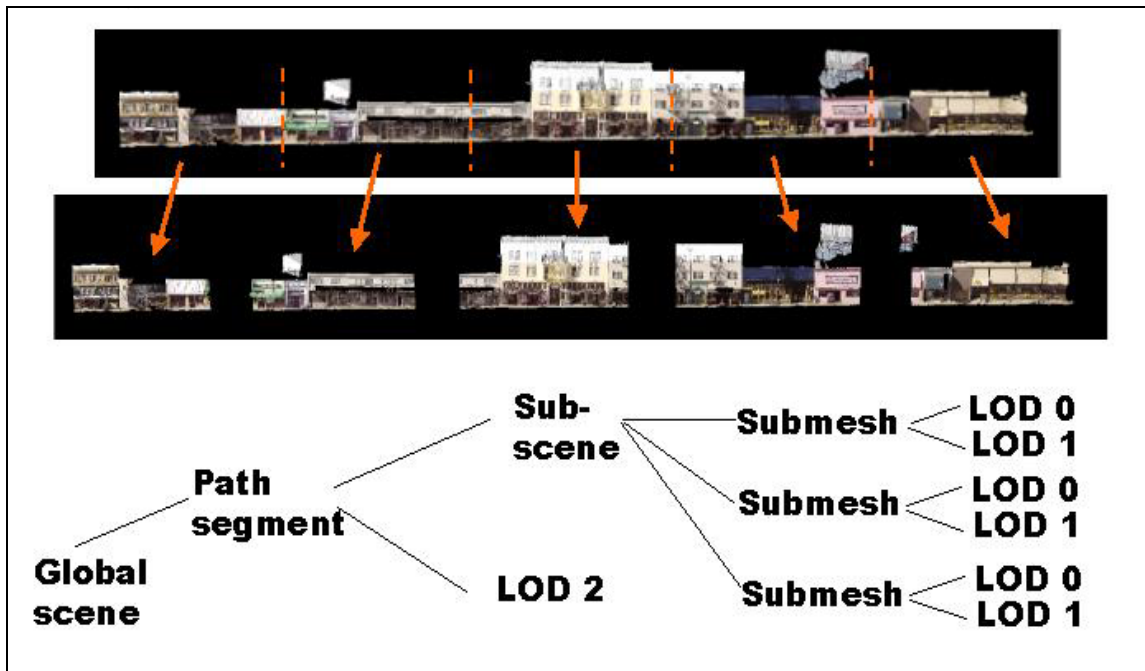 Sub-
scene
Submesh
LOD 0
LOD 1
Path
segment
Submesh
LOD 0
LOD 1
Global
scene
LOD 2
Submesh
LOD 0
LOD 1